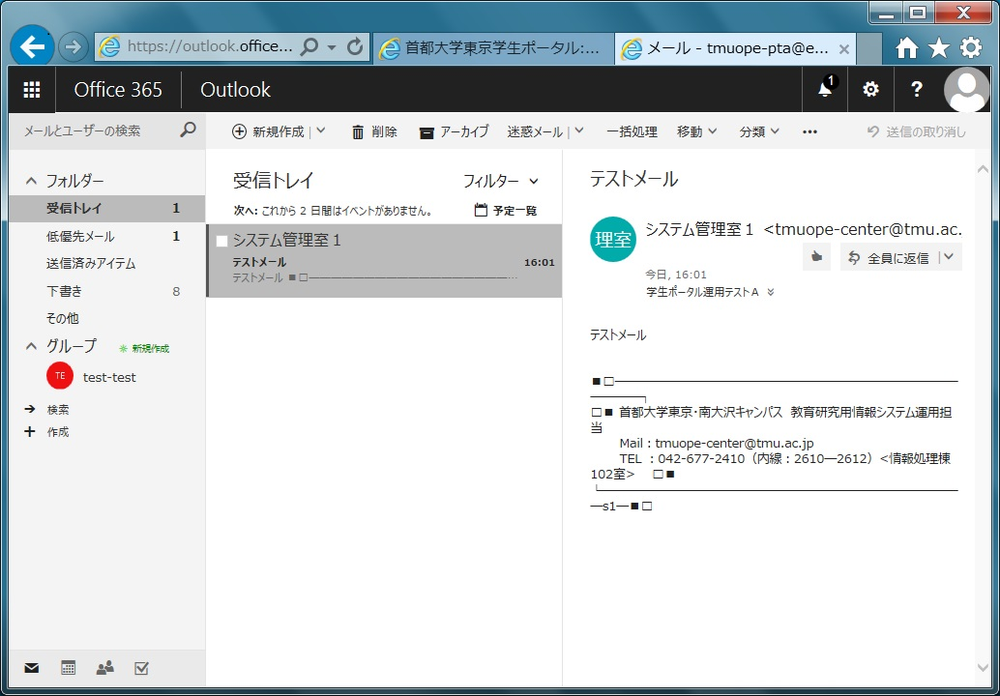 https://outlook.office...
首都大学東京学生ポータル:...
メール - tmuope-pta@e...
Office 365
Outlook
1
?
メールとユーザーの検索
新規作成
削除
アーカイブ
迷惑メール
一括処理
移動
分類
•••
送信の取り消し
フォルダー
受信トレイ 1
低優先メール 1
送信済みアイテム
下書き 8
その他
グループ
新規作成
TE
test-test
検索
作成
受信トレイ
フィルター
次へ: これから 2 日間はイベントがありません。
予定一覧
システム管理室１
テストメール 16:01
テストメール ■□――――――――――――――――――…
テストメール
理室
システム管理室１ <tmuope-center@tmu.ac.
全員に返信
今日, 16:01
学生ポータル運用テストA
テストメール
■□―――――――――――――――――――――――――
――――┐
□■ 首都大学東京・南大沢キャンパス 教育研究用情報システム運用担
当
Mail：tmuope-center@tmu.ac.jp
TEL ：042-677-2410（内線：2610―2612）<情報処理棟
102室> □■
└――――――――――――――――――――――――――
―s1―■□